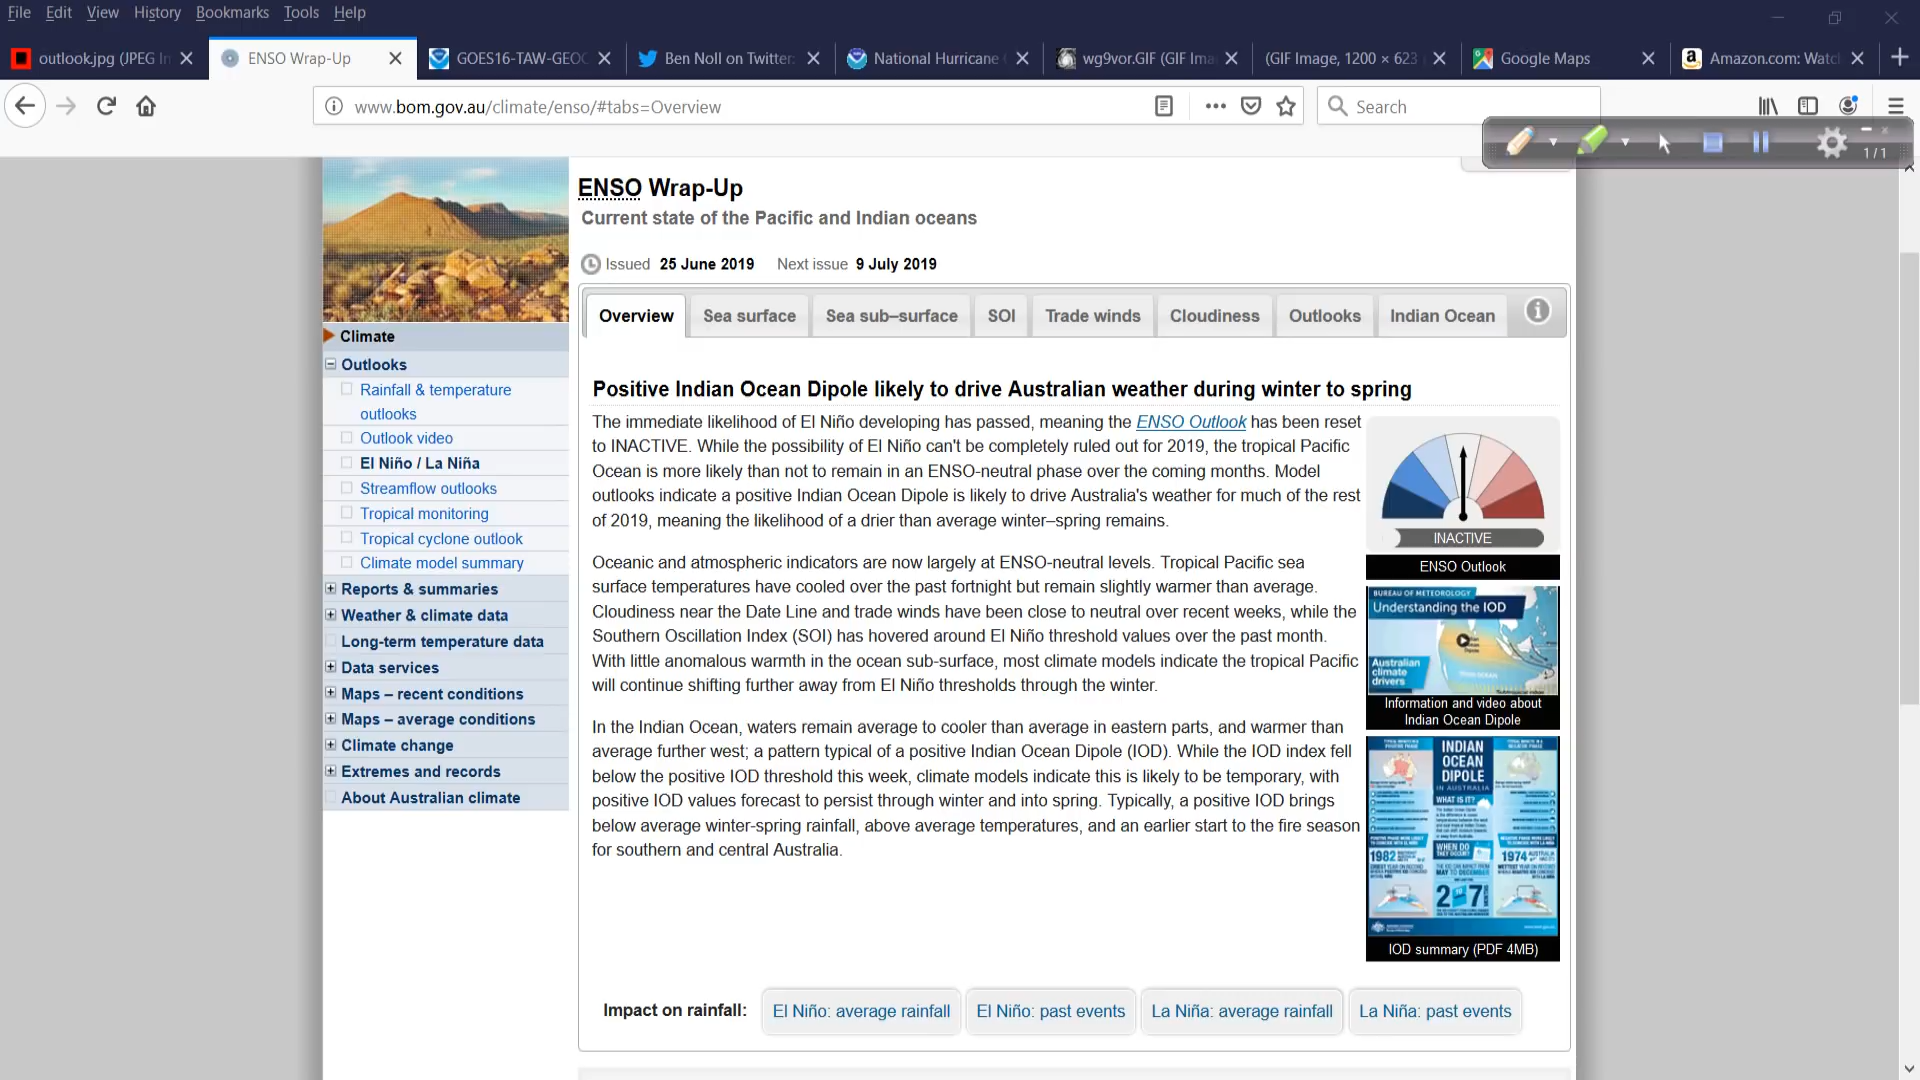 File Edit View History Bookmarks Tools Help
outlook.jpg (JPEG Im
ENSO Wrap-Up
GOES16-TAW-GEOC
Ben Noll on Twitter:
National Hurricane
wg9vor.GIF (GIF Ima
(GIF Image, 1200 × 623
Google Maps
Amazon.com: Watc
www.bom.gov.au/climate/enso/#tabs=Overview
Search
1/1
ENSO Wrap-Up
Current state of the Pacific and Indian oceans
Issued 25 June 2019 Next issue 9 July 2019
Overview Sea surface Sea sub–surface SOI Trade winds Cloudiness Outlooks Indian Ocean
Climate
Outlooks
Rainfall & temperature
outlooks
Outlook video
El Niño / La Niña
Streamflow outlooks
Tropical monitoring
Tropical cyclone outlook
Climate model summary
Reports & summaries
Weather & climate data
Long-term temperature data
Data services
Maps – recent conditions
Maps – average conditions
Climate change
Extremes and records
About Australian climate
Positive Indian Ocean Dipole likely to drive Australian weather during winter to spring
The immediate likelihood of El Niño developing has passed, meaning the ENSO Outlook has been reset
to INACTIVE. While the possibility of El Niño can't be completely ruled out for 2019, the tropical Pacific
Ocean is more likely than not to remain in an ENSO-neutral phase over the coming months. Model
outlooks indicate a positive Indian Ocean Dipole is likely to drive Australia's weather for much of the rest
of 2019, meaning the likelihood of a drier than average winter–spring remains.
Oceanic and atmospheric indicators are now largely at ENSO-neutral levels. Tropical Pacific sea
surface temperatures have cooled over the past fortnight but remain slightly warmer than average.
Cloudiness near the Date Line and trade winds have been close to neutral over recent weeks, while the
Southern Oscillation Index (SOI) has hovered around El Niño threshold values over the past month.
With little anomalous warmth in the ocean sub-surface, most climate models indicate the tropical Pacific
will continue shifting further away from El Niño thresholds through the winter.
In the Indian Ocean, waters remain average to cooler than average in eastern parts, and warmer than
average further west; a pattern typical of a positive Indian Ocean Dipole (IOD). While the IOD index fell
below the positive IOD threshold this week, climate models indicate this is likely to be temporary, with
positive IOD values forecast to persist through winter and into spring. Typically, a positive IOD brings
below average winter-spring rainfall, above average temperatures, and an earlier start to the fire season
for southern and central Australia.
INACTIVE
ENSO Outlook
BUREAU OF METEOROLOGY
Understanding the IOD
Australian
climate
drivers
Information and video about
Indian Ocean Dipole
INDIAN
OCEAN
DIPOLE
IN AUSTRALIA
WHAT IS IT?
WHEN DO
THEY OCCUR?
1982
1974
MAY TO DECEMBER
2 TO 7
IOD summary (PDF 4MB)
Impact on rainfall: El Niño: average rainfall El Niño: past events La Niña: average rainfall La Niña: past events